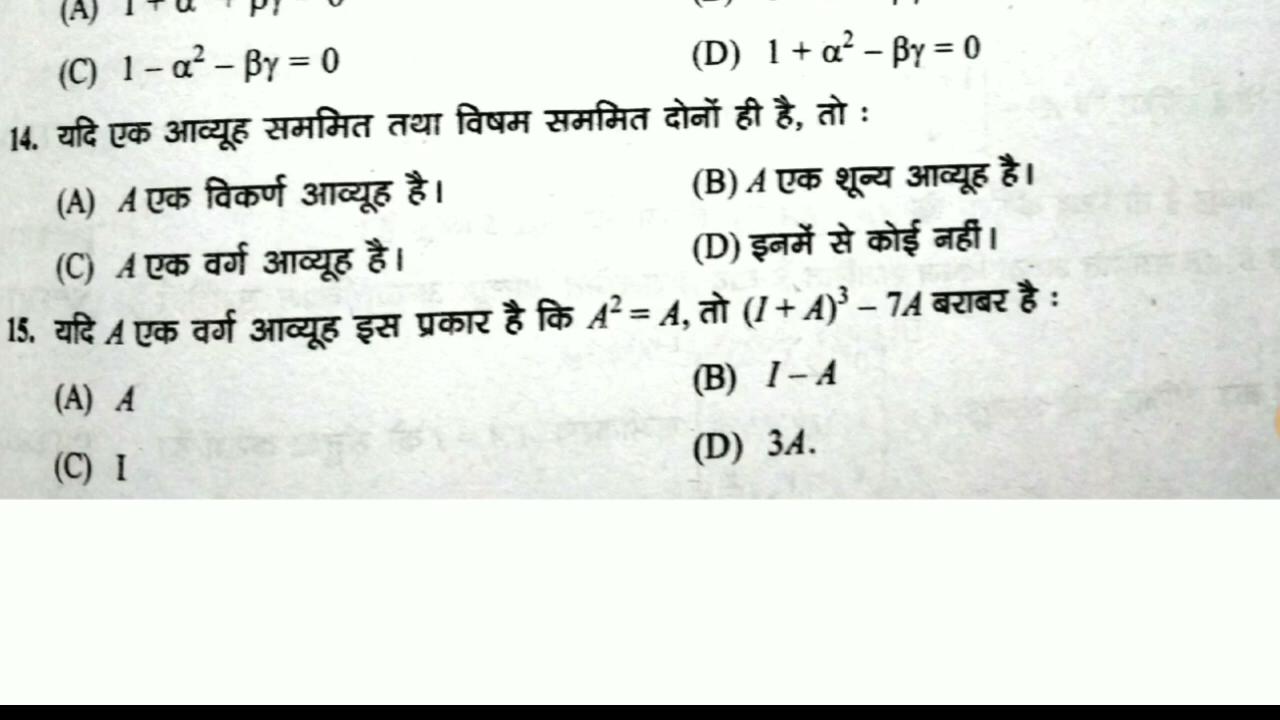 (A) 1 + α
(C) 1 – α² – βγ = 0 (D) 1 + α² – βγ = 0
14. यदि एक आव्यूह सममित तथा विषम सममित दोनों ही है, तो :
(A) A एक विकर्ण आव्यूह है। (B) A एक शून्य आव्यूह है।
(C) A एक वर्ग आव्यूह है। (D) इनमें से कोई नहीं।
15. यदि A एक वर्ग आव्यूह इस प्रकार है कि A² = A, तो (I + A)³ – 7A बराबर है :
(A) A (B) I – A
(C) I (D) 3A.